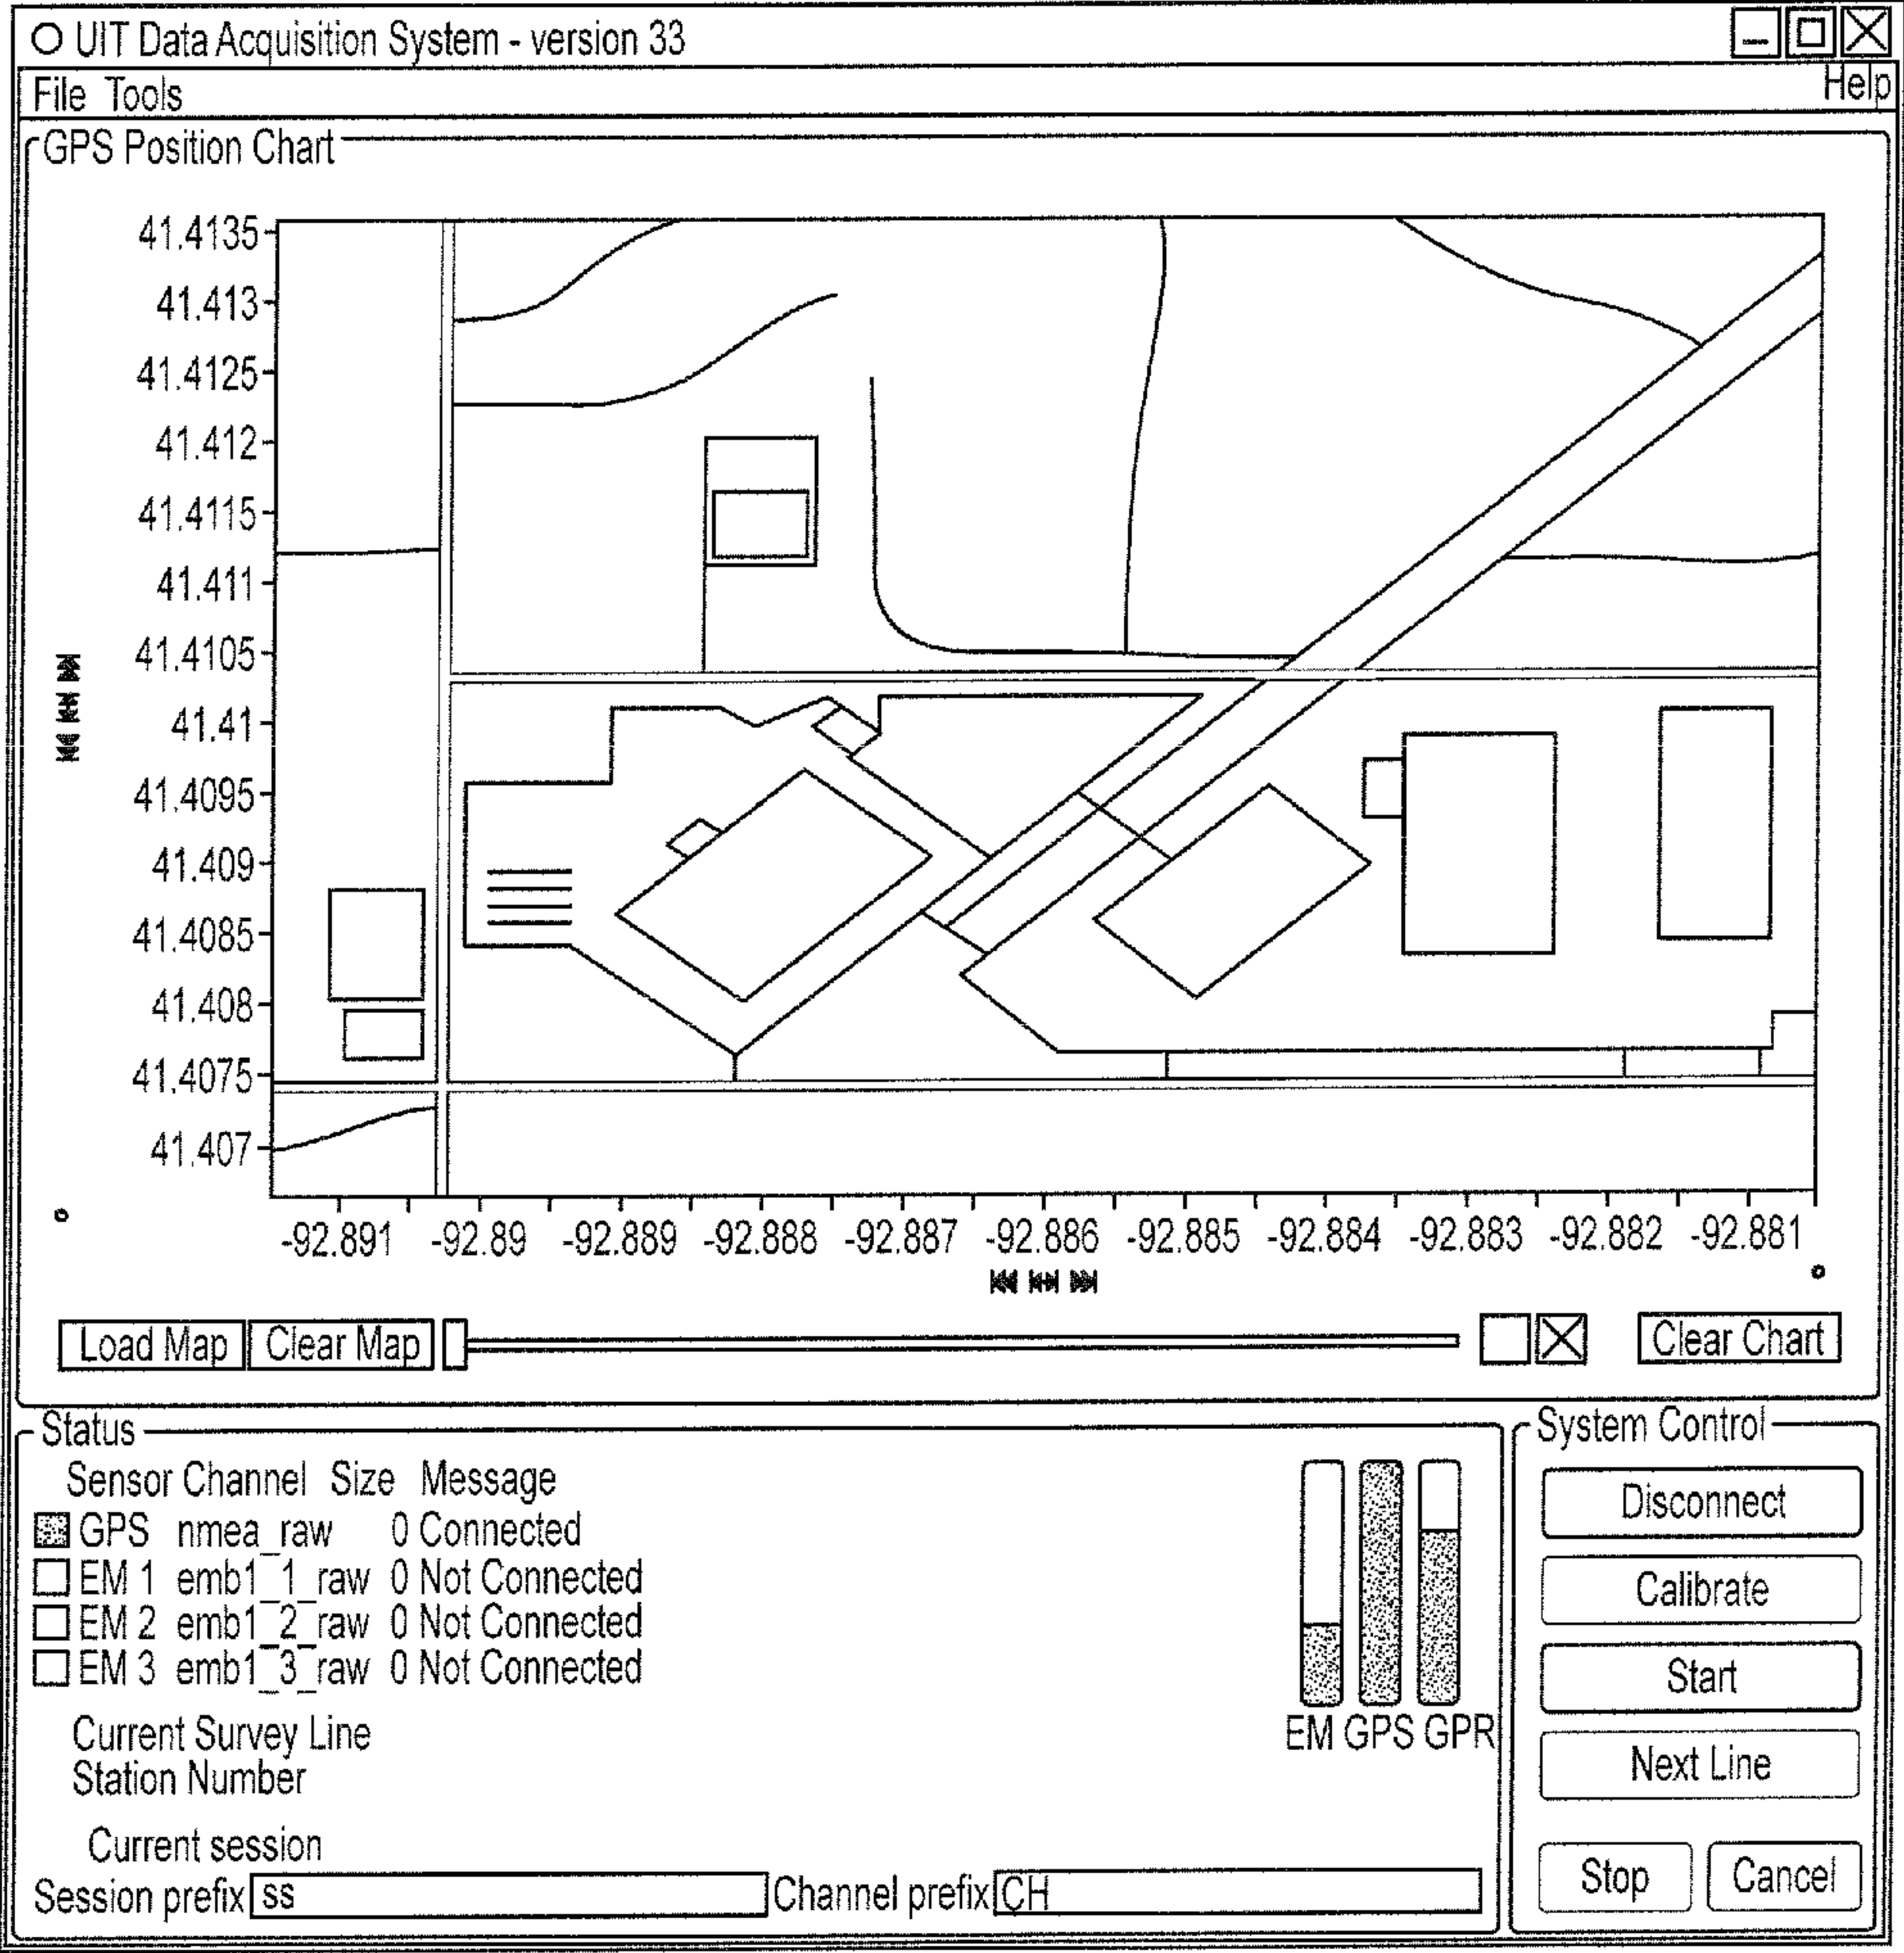 UIT Data Acquisition System - version 33
File Tools Help
GPS Position Chart
41.4135
41.413
41.4125
41.412
41.4115
41.411
41.4105
41.41
41.4095
41.409
41.4085
41.408
41.4075
41.407
-92.891 -92.89 -92.889 -92.888 -92.887 -92.886 -92.885 -92.884 -92.883 -92.882 -92.881
Load Map Clear Map Clear Chart
Status
Sensor Channel Size Message
GPS nmea_raw 0 Connected
EM 1 emb1_1_raw 0 Not Connected
EM 2 emb1_2_raw 0 Not Connected
EM 3 emb1_3_raw 0 Not Connected
EM GPS GPR
Current Survey Line
Station Number
Current session
Session prefix ss Channel prefix CH
System Control
Disconnect
Calibrate
Start
Next Line
Stop Cancel